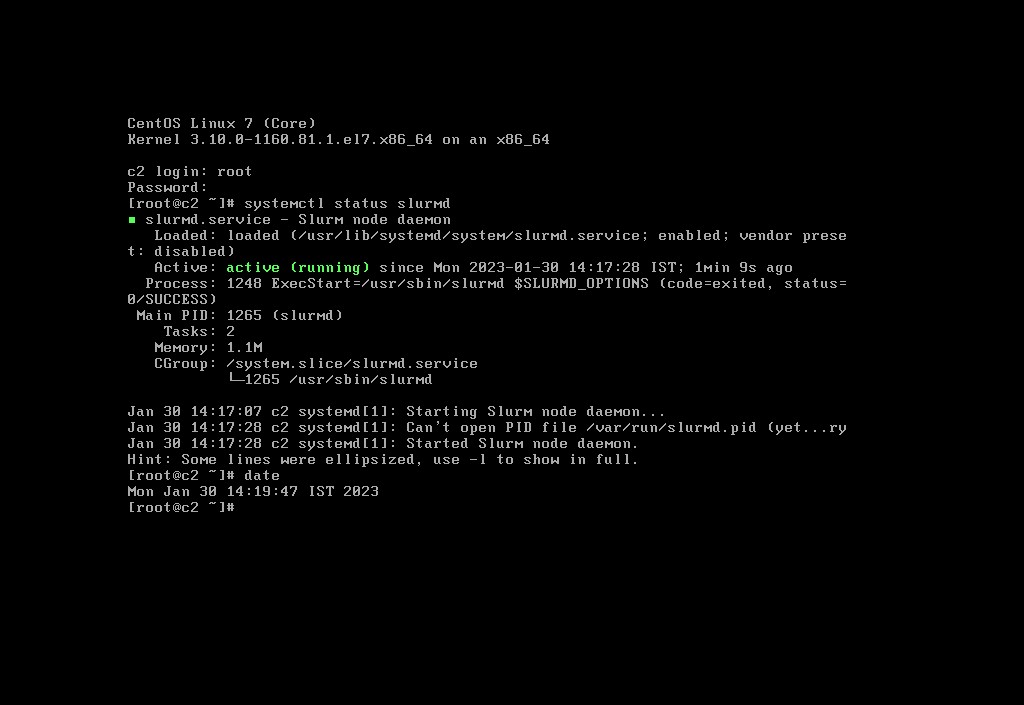 CentOS Linux 7 (Core)
Kernel 3.10.0-1160.81.1.el7.x86_64 on an x86_64
c2 login: root
Password:
[root@c2 ~]# systemctl status slurmd
■ slurmd.service - Slurm node daemon
Loaded: loaded (/usr/lib/systemd/system/slurmd.service; enabled; vendor prese
t: disabled)
Active: active (running) since Mon 2023-01-30 14:17:28 IST; 1min 9s ago
Process: 1248 ExecStart=/usr/sbin/slurmd $SLURMD_OPTIONS (code=exited, status=
0/SUCCESS)
Main PID: 1265 (slurmd)
Tasks: 2
Memory: 1.1M
CGroup: /system.slice/slurmd.service
└─1265 /usr/sbin/slurmd
Jan 30 14:17:07 c2 systemd[1]: Starting Slurm node daemon...
Jan 30 14:17:28 c2 systemd[1]: Can't open PID file /var/run/slurmd.pid (yet...ry
Jan 30 14:17:28 c2 systemd[1]: Started Slurm node daemon.
Hint: Some lines were ellipsized, use -l to show in full.
[root@c2 ~]# date
Mon Jan 30 14:19:47 IST 2023
[root@c2 ~]#